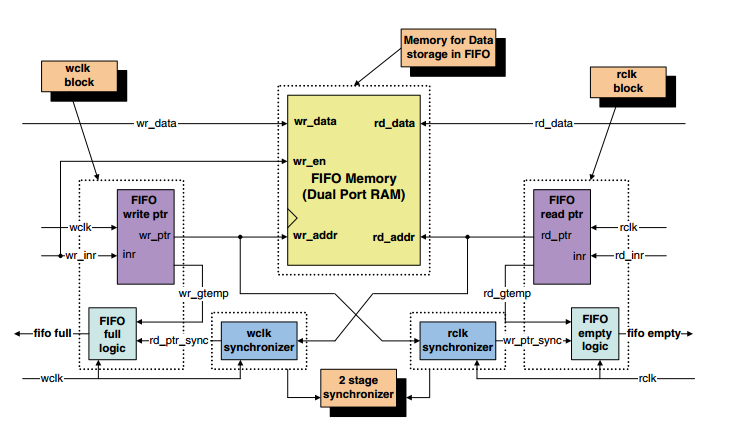 Memory for Data
storage in FIFO
wclk
block
rclk
block
wr_data
wr_data
rd_data
rd_data
wr_en
FIFO Memory
(Dual Port RAM)
FIFO
write ptr
FIFO
read ptr
wclk
wr_ptr
wr_addr
rd_addr
rd_ptr
rclk
wr_inr
inr
inr
rd_inr
wr_gtemp
rd_gtemp
fifo full
FIFO
full
logic
rd_ptr_sync
wclk
synchronizer
rclk
synchronizer
wr_ptr_sync
FIFO
empty
logic
fifo empty
wclk
2 stage
synchronizer
rclk